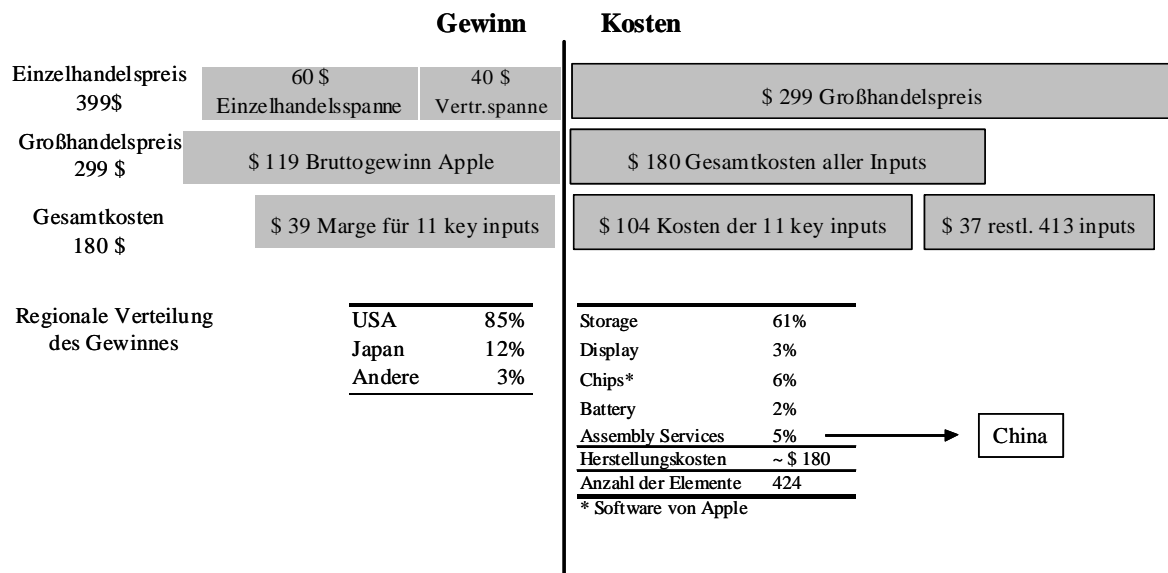 Gewinn Kosten
Einzelhandelspreis
399$
60 $
Einzelhandelsspanne
40 $
Vertr.spanne
$ 299 Großhandelspreis
Großhandelspreis
299 $
$ 119 Bruttogewinn Apple
$ 180 Gesamtkosten aller Inputs
Gesamtkosten
180 $
$ 39 Marge für 11 key inputs
$ 104 Kosten der 11 key inputs
$ 37 restl. 413 inputs
Regionale Verteilung
des Gewinnes
USA 85%
Japan 12%
Andere 3%
Storage 61%
Display 3%
Chips* 6%
Battery 2%
Assembly Services 5%
China
Herstellungskosten ~ $ 180
Anzahl der Elemente 424
* Software von Apple